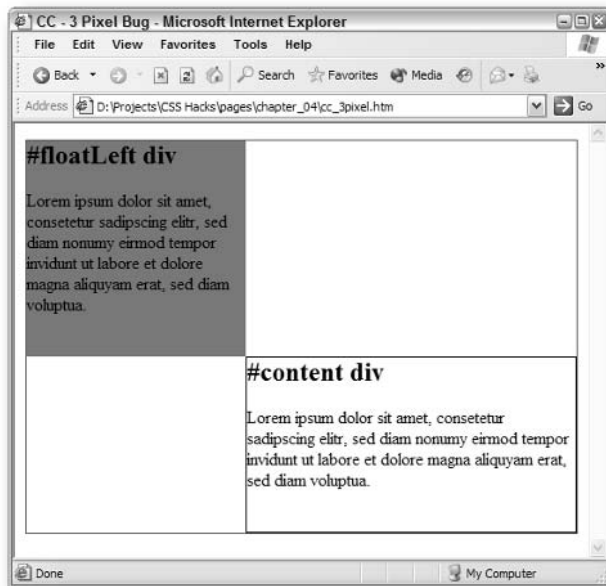 CC - 3 Pixel Bug - Microsoft Internet Explorer
File Edit View Favorites Tools Help
Back Search Favorites Media »
Address D:\Projects\CSS Hacks\pages\chapter_04\cc_3pixel.htm Go
#floatLeft div
Lorem ipsum dolor sit amet,
consetetur sadipscing elitr, sed
diam nonumy eirmod tempor
invidunt ut labore et dolore
magna aliquyam erat, sed diam
voluptua.
#content div
Lorem ipsum dolor sit amet, consetetur
sadipscing elitr, sed diam nonumy eirmod tempor
invidunt ut labore et dolore magna aliquyam erat,
sed diam voluptua.
Done My Computer